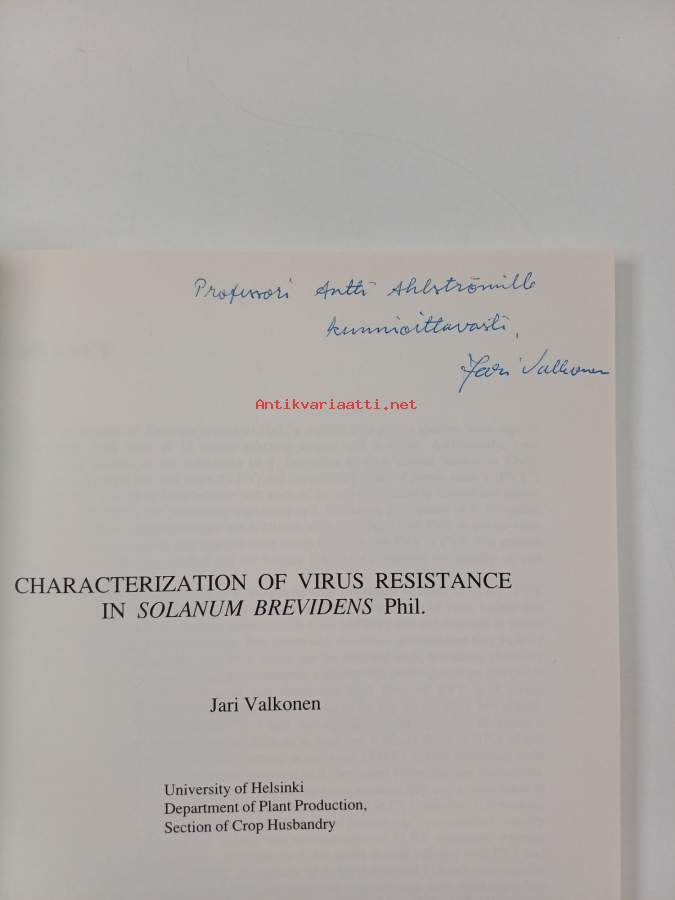 Professori Antti Ahlströmille
kunnioittavasti,
Jari Valkonen
Antikvariaatti.net
CHARACTERIZATION OF VIRUS RESISTANCE
IN SOLANUM BREVIDENS Phil.
Jari Valkonen
University of Helsinki
Department of Plant Production,
Section of Crop Husbandry